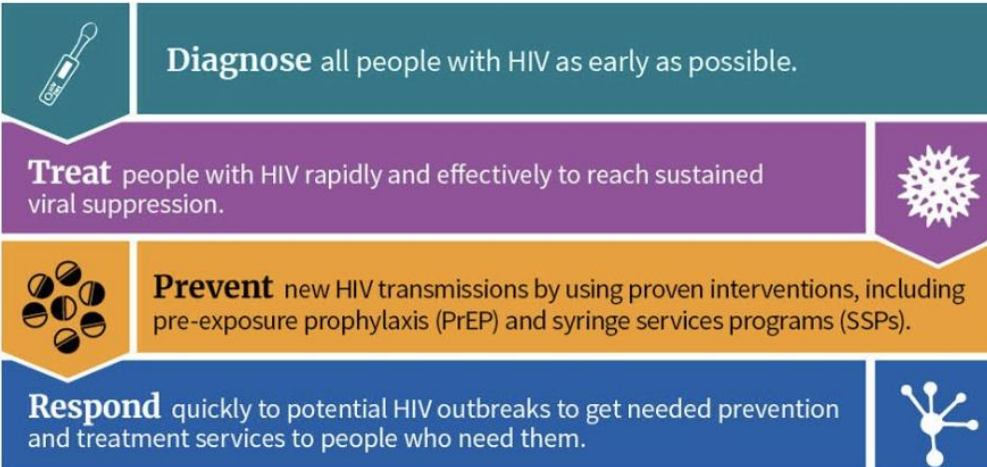 Diagnose all people with HIV as early as possible.
Treat people with HIV rapidly and effectively to reach sustained
viral suppression.
Prevent new HIV transmissions by using proven interventions, including
pre-exposure prophylaxis (PrEP) and syringe services programs (SSPs).
Respond quickly to potential HIV outbreaks to get needed prevention
and treatment services to people who need them.